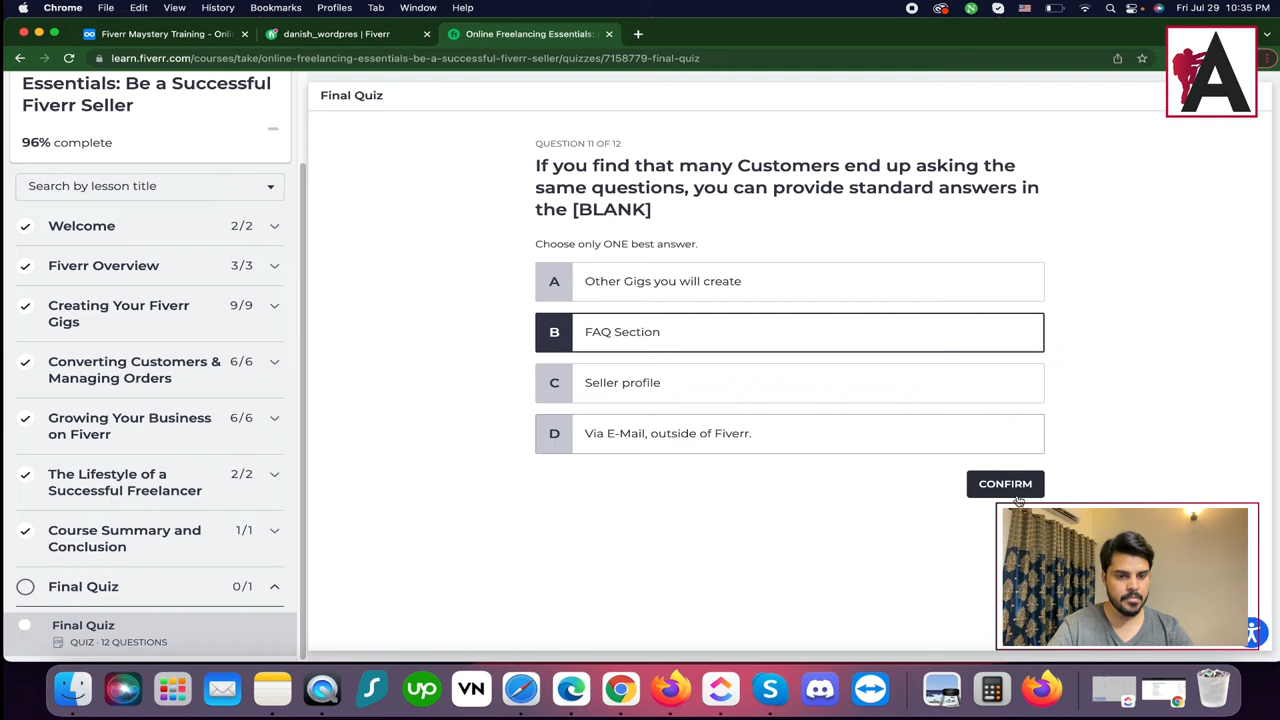 danish File Edit View History Bookmarks Profiles Tab Window Help Fri Jul 29 10:35 PM
Fiverr Maystery Training - Onli
danish_wordpres | Fiverr
Online Freelancing Essentials:
learn.fiverr.com/courses/take/online-freelancing-essentials-be-a-successful-fiverr-seller/quizzes/7158779-final-quiz
A
Essentials: Be a Successful
Fiverr Seller
96% complete
Search by lesson title
Welcome 2/2
Fiverr Overview 3/3
Creating Your Fiverr 9/9
Gigs
Converting Customers & 6/6
Managing Orders
Growing Your Business 6/6
on Fiverr
The Lifestyle of a 2/2
Successful Freelancer
Course Summary and 1/1
Conclusion
Final Quiz 0/1
Final Quiz
QUIZ · 12 QUESTIONS
Final Quiz
QUESTION 11 OF 12
If you find that many Customers end up asking the
same questions, you can provide standard answers in
the [BLANK]
Choose only ONE best answer.
A Other Gigs you will create
B FAQ Section
C Seller profile
D Via E-Mail, outside of Fiverr.
CONFIRM
up
VN